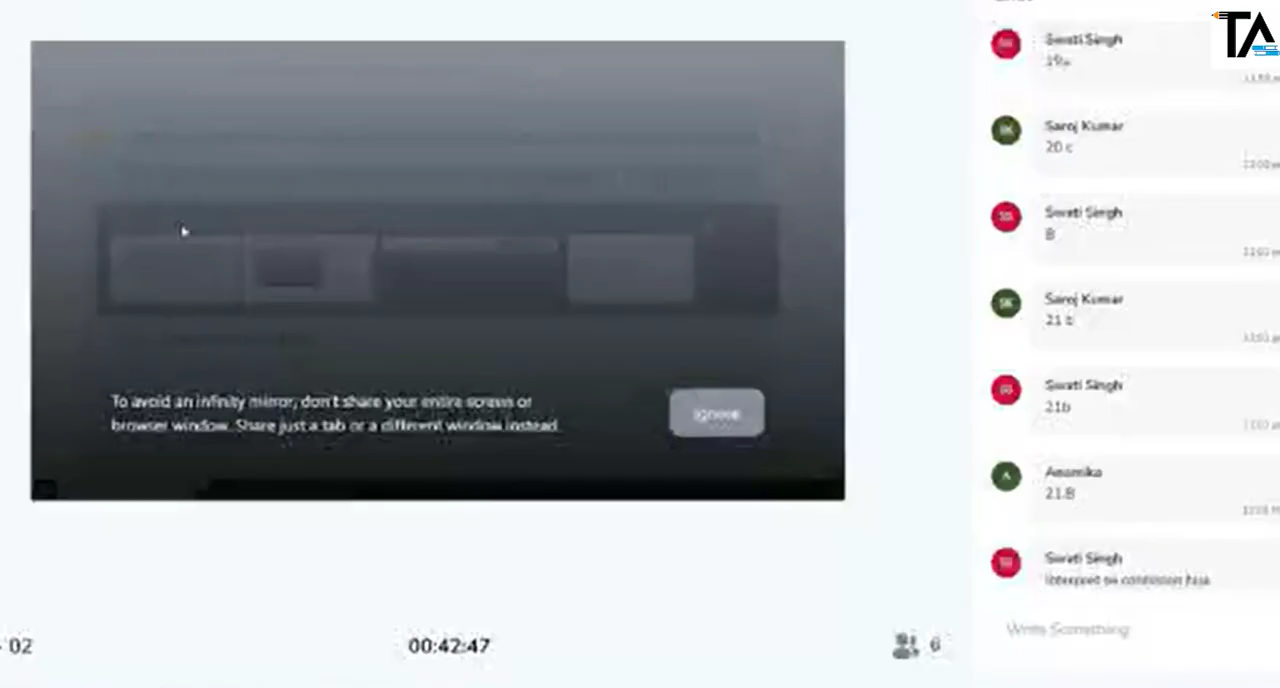 TA
Swati Singh
19a
Saroj Kumar
20 c
Swati Singh
B
Saroj Kumar
21 b
Swati Singh
21b
Anamika
21.B
Swati Singh
To avoid an infinity mirror, don't share your entire screen or
browser window. Share just a tab or a different window instead.
Ignore
Write Something
02
00:42:47
6